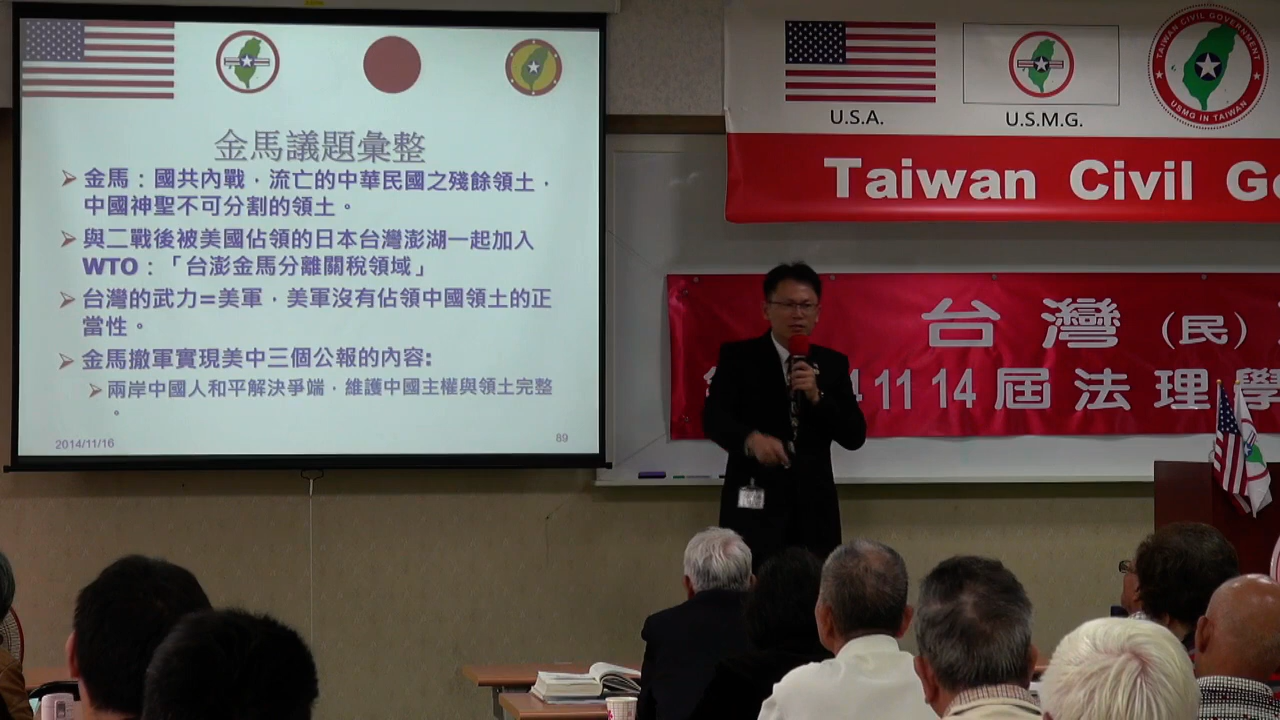 金馬議題彙整
➢ 金馬：國共內戰，流亡的中華民國之殘餘領土，
中國神聖不可分割的領土。
➢ 與二戰後被美國佔領的日本台灣澎湖一起加入
WTO：「台澎金馬分離關稅領域」
➢ 台灣的武力=美軍，美軍沒有佔領中國領土的正
當性。
➢ 金馬撤軍實現美中三個公報的內容:
➢ 兩岸中國人和平解決爭端，維護中國主權與領土完整
。
2014/11/16
89
U.S.A.
U.S.M.G.
TAIWAN CIVIL GOVERNMENT
USMG IN TAIWAN
Taiwan Civil Go
台灣（民）
11 14 屆法理學